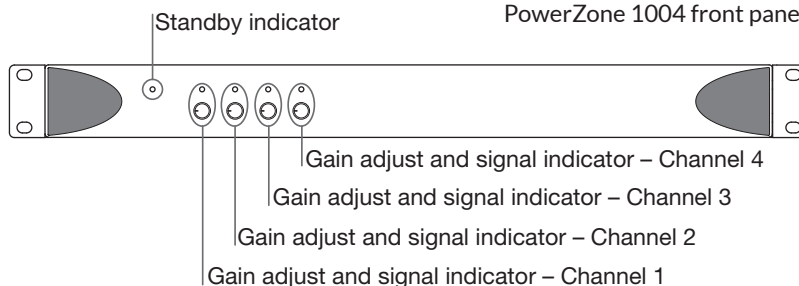 PowerZone 1004 front pane
Standby indicator
Gain adjust and signal indicator – Channel 4
Gain adjust and signal indicator – Channel 3
Gain adjust and signal indicator – Channel 2
Gain adjust and signal indicator – Channel 1